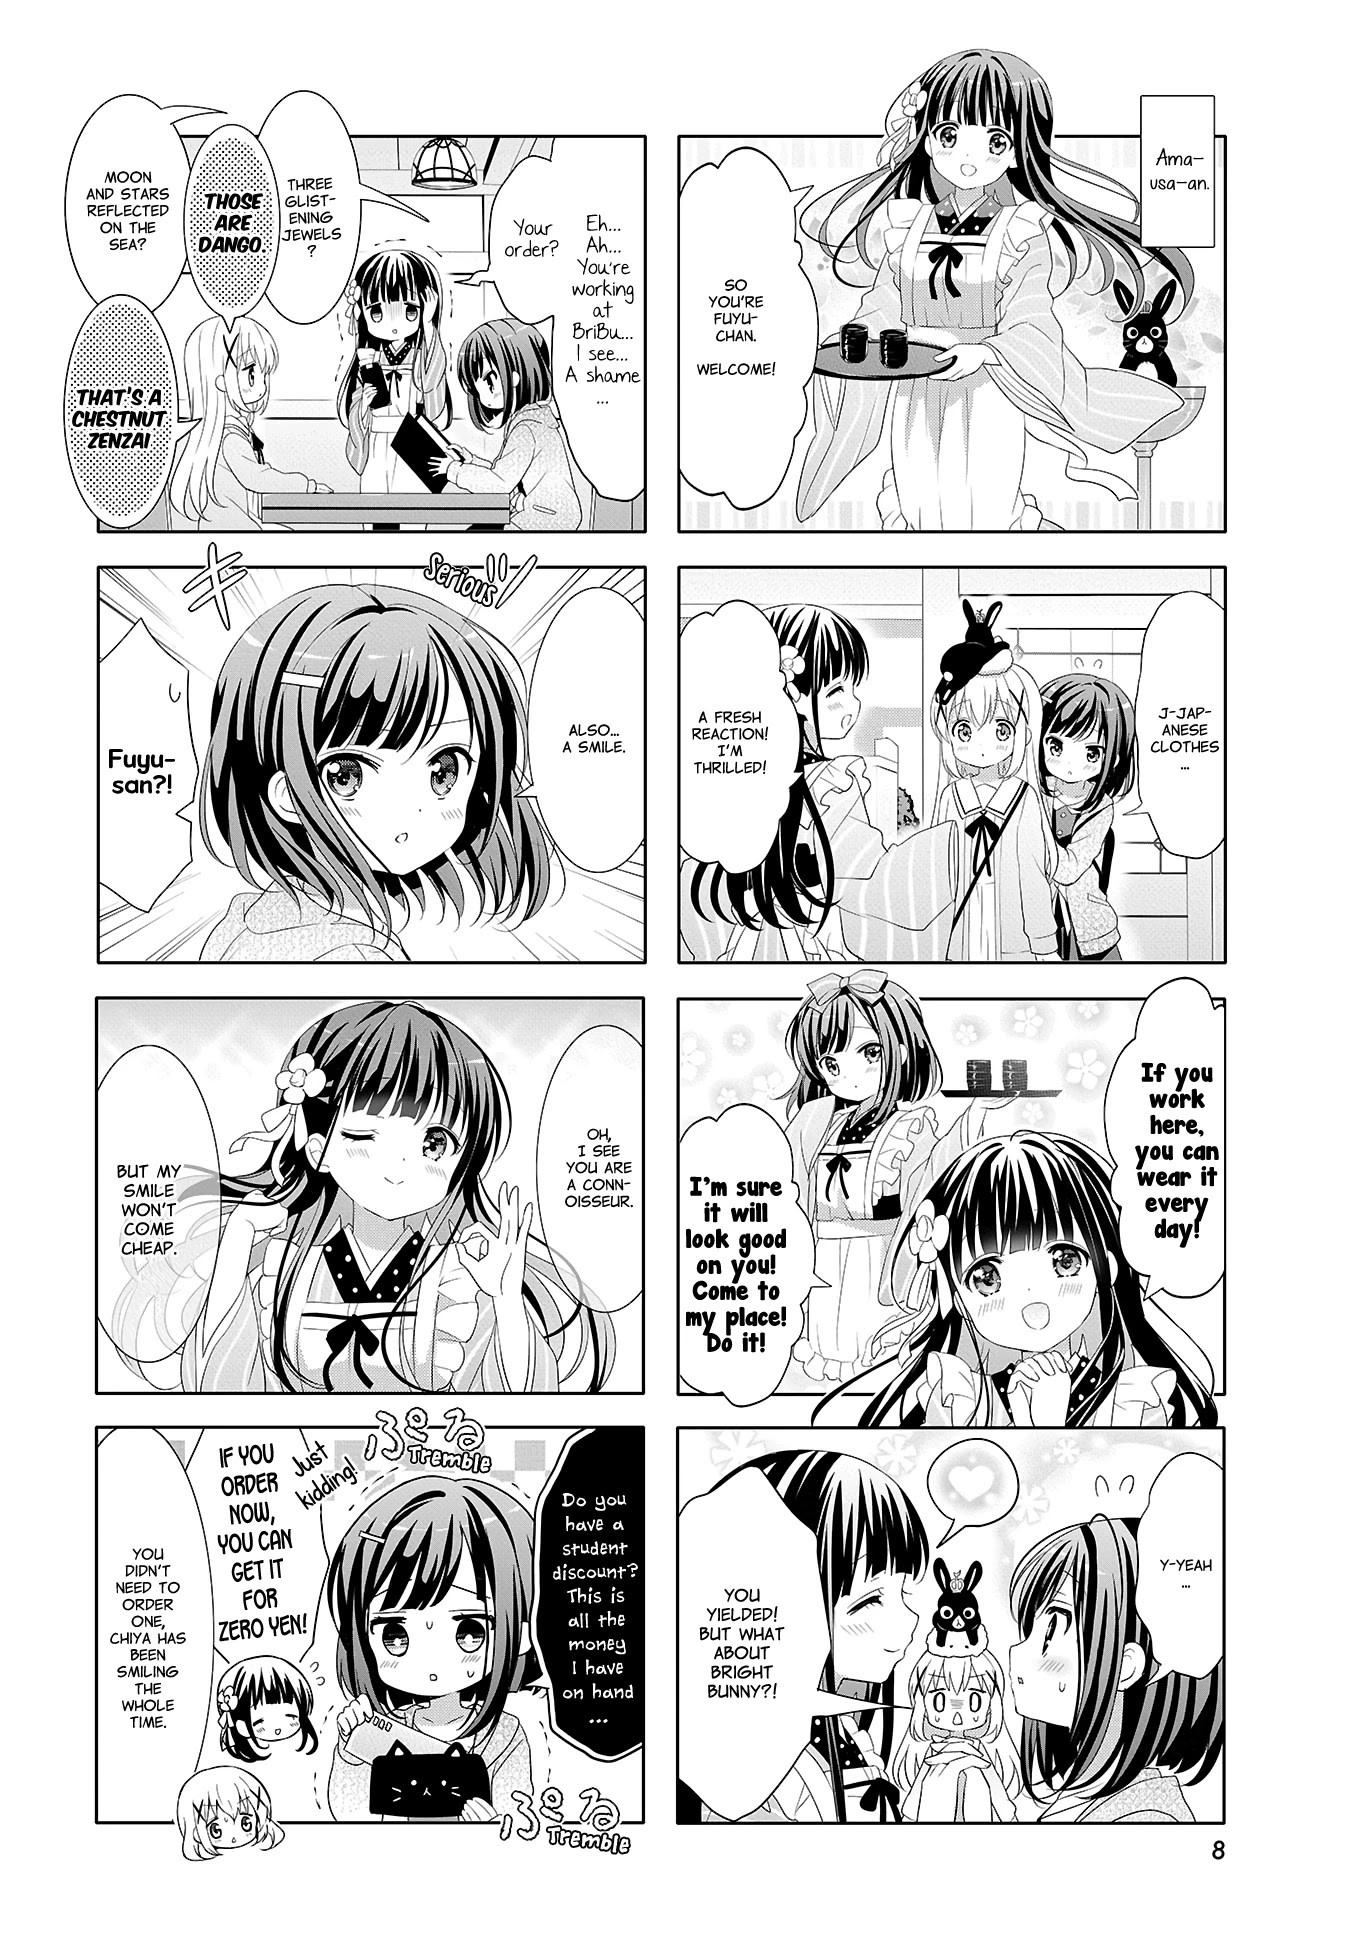 Ama-
usa-an.
SO
YOU'RE
FUYU-
CHAN.
WELCOME!
J-JAP-
ANESE
CLOTHES
...
A FRESH
REACTION!
I'M
THRILLED!
If you
work
here,
you can
wear it
every
day!
I'm sure
it will
look good
on you!
Come to
my place!
Do it!
Y-YEAH
...
YOU
YIELDED!
BUT WHAT
ABOUT
BRIGHT
BUNNY?!
Eh...
Ah...
You're
working
at
BriBu...
I see...
A shame
...
Your
order?
THREE
GLIST-
ENING
JEWELS
?
THOSE
ARE
DANGO
MOON
AND STARS
REFLECTED
ON THE
SEA?
THAT'S A
CHESTNUT
ZENZAI
Serious
キッ
ALSO...
A SMILE.
Fuyu-
san?!
OH,
I SEE
YOU ARE
A CONN-
OISSEUR.
BUT MY
SMILE
WON'T
COME
CHEAP.
Do you
have a
student
discount?
This is
all the
money
I have
on hand
...
ぷる
Tremble
Just
kidding!
IF YOU
ORDER
NOW,
YOU CAN
GET IT
FOR
ZERO YEN!
YOU
DIDN'T
NEED TO
ORDER
ONE,
CHIYA HAS
BEEN
SMILING
THE
WHOLE
TIME.
ぷる
Tremble
8